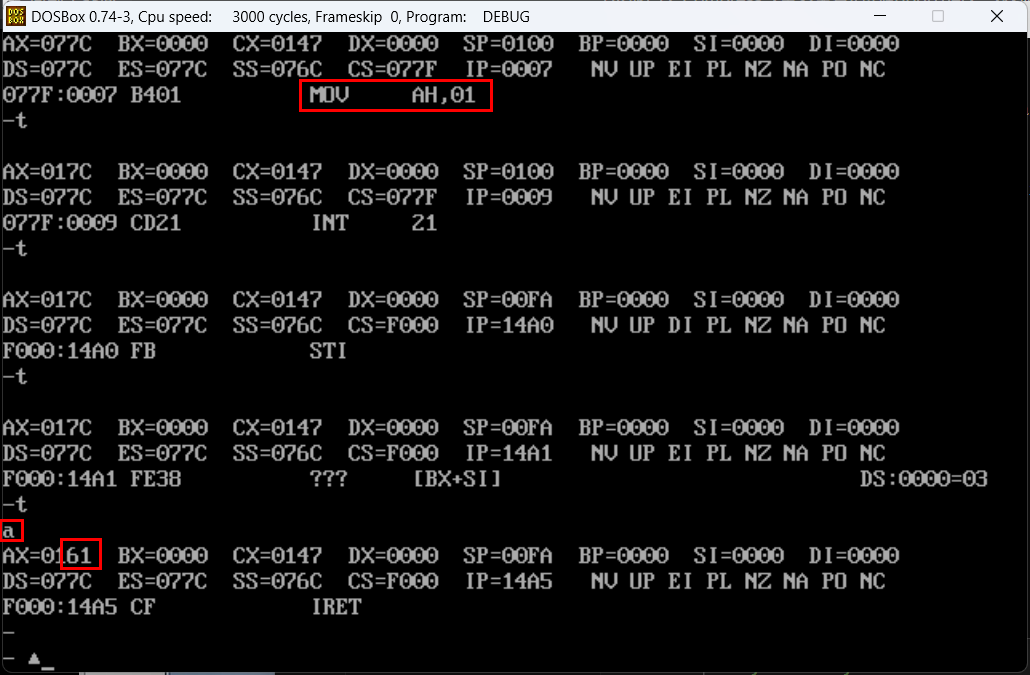 DOSBox 0.74-3, Cpu speed: 3000 cycles, Frameskip 0, Program: DEBUG
AX=077C BX=0000 CX=0147 DX=0000 SP=0100 BP=0000 SI=0000 DI=0000
DS=077C ES=077C SS=076C CS=077F IP=0007 NV UP EI PL NZ NA PO NC
077F:0007 B401 MOV AH,01
-t
AX=017C BX=0000 CX=0147 DX=0000 SP=0100 BP=0000 SI=0000 DI=0000
DS=077C ES=077C SS=076C CS=077F IP=0009 NV UP EI PL NZ NA PO NC
077F:0009 CD21 INT 21
-t
AX=017C BX=0000 CX=0147 DX=0000 SP=00FA BP=0000 SI=0000 DI=0000
DS=077C ES=077C SS=076C CS=F000 IP=14A0 NV UP DI PL NZ NA PO NC
F000:14A0 FB STI
-t
AX=017C BX=0000 CX=0147 DX=0000 SP=00FA BP=0000 SI=0000 DI=0000
DS=077C ES=077C SS=076C CS=F000 IP=14A1 NV UP EI PL NZ NA PO NC
F000:14A1 FE38 ??? [BX+SI] DS:0000=03
-t
a
AX=0161 BX=0000 CX=0147 DX=0000 SP=00FA BP=0000 SI=0000 DI=0000
DS=077C ES=077C SS=076C CS=F000 IP=14A5 NV UP EI PL NZ NA PO NC
F000:14A5 CF IRET
-
- ▲_